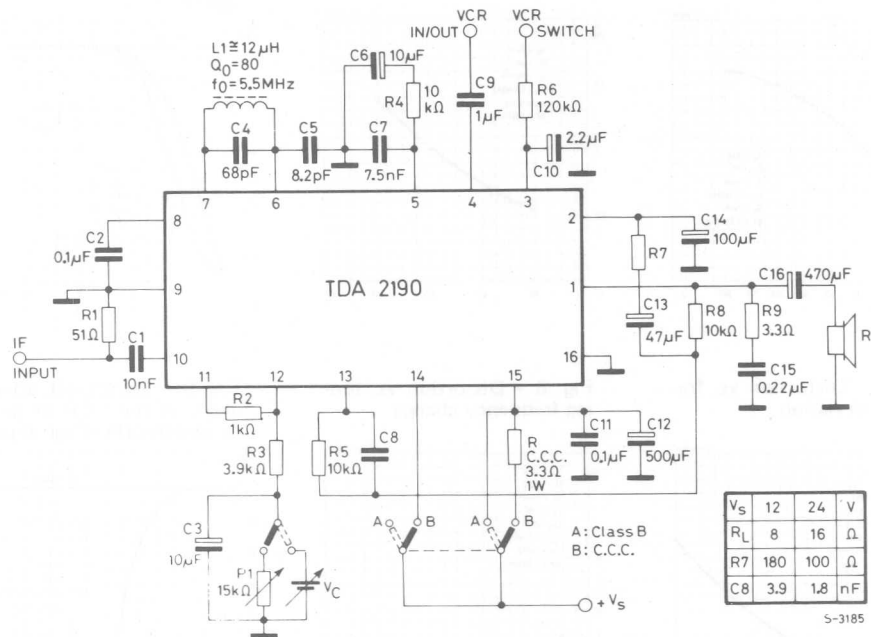 L1≅12μH
Q₀=80
f₀=5.5MHz
C4
68pF
C5
8.2pF
C6
10μF
R4
10
kΩ
C7
7.5nF
VCR
IN/OUT
C9
1μF
VCR
SWITCH
R6
120kΩ
2.2μF
C10
7
6
5
4
3
8
9
10
TDA 2190
2
1
16
11
12
13
14
15
C2
0.1μF
R1
51Ω
IF
INPUT
C1
10nF
R7
C14
100μF
C13
47μF
R8
10kΩ
C16
470μF
R9
3.3Ω
C15
0.22μF
R
R2
1kΩ
R3
3.9kΩ
C3
10μF
P1
15kΩ
VC
R5
10kΩ
C8
R
C.C.C.
3.3Ω
1W
C11
0.1μF
C12
500μF
A
B
A
B
A: Class B
B: C.C.C.
+ Vs
Vs 12 24 V
RL 8 16 Ω
R7 180 100 Ω
C8 3.9 1.8 nF
S-3185